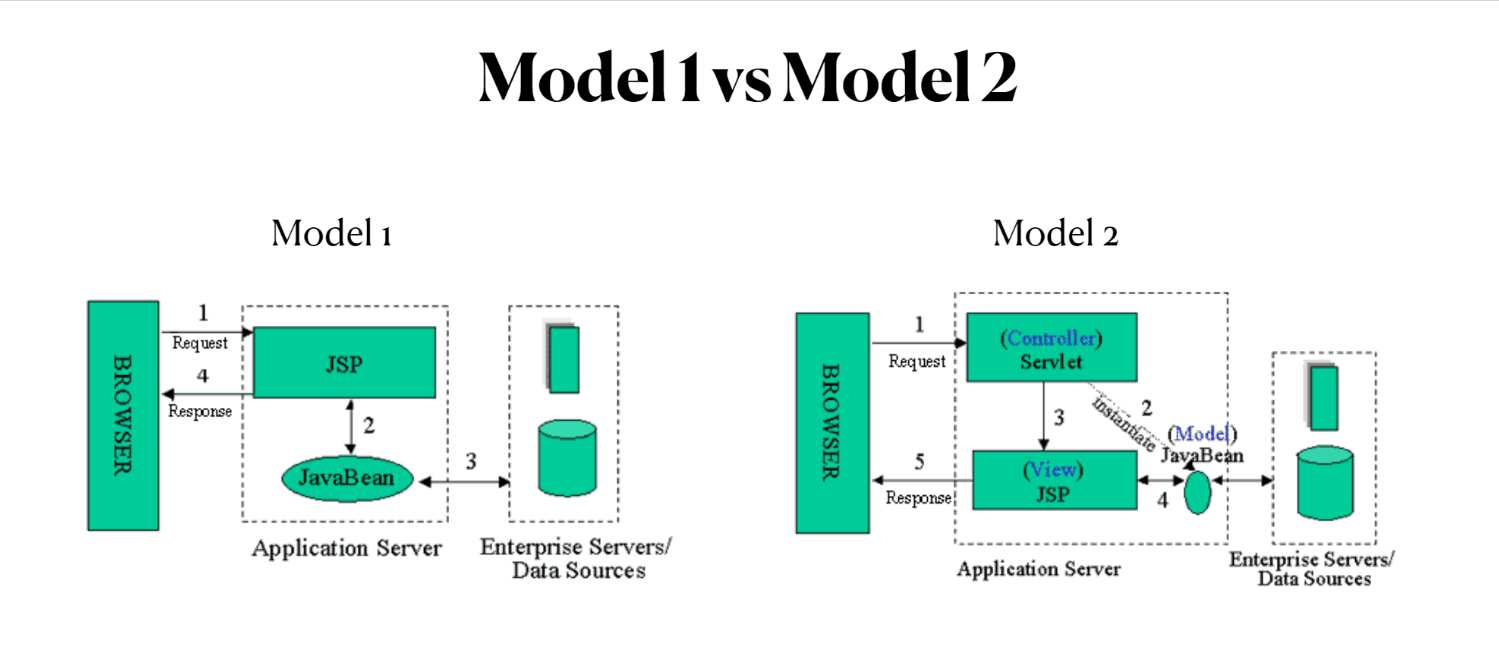 Model 1 vs Model 2
Model 1
BROWSER
1
Request
4
Response
JSP
2
JavaBean
3
Application Server
Enterprise Servers/
Data Sources
Model 2
BROWSER
1
Request
(Controller)
Servlet
2
instantiate
3
(Model)
JavaBean
(View)
JSP
4
5
Response
Application Server
Enterprise Servers/
Data Sources